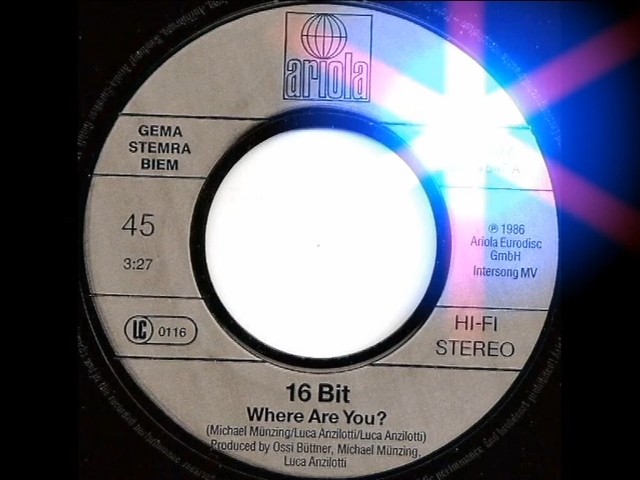 ariola
GEMA
STEMRA
BIEM
45
3:27
LC 0116
℗ 1986
Ariola Eurodisc
GmbH
Intersong MV
HI-FI
STEREO
16 Bit
Where Are You?
(Michael Münzing/Luca Anzilotti/Luca Anzilotti)
Produced by Ossi Büttner, Michael Münzing,
Luca Anzilotti